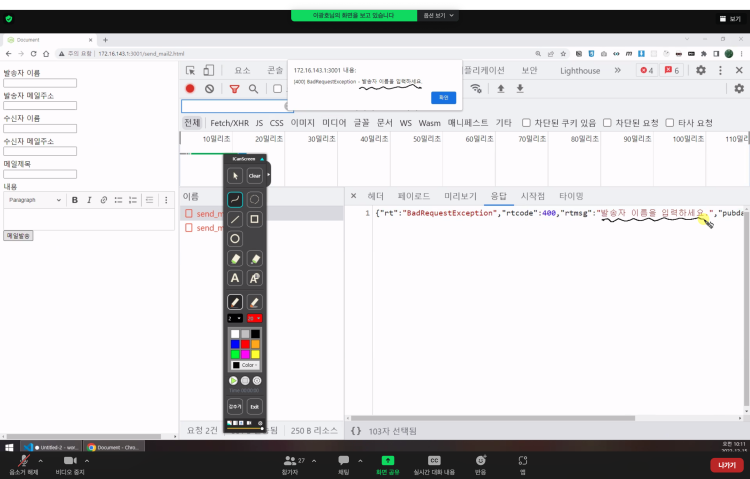 이광호님의 화면을 보고 있습니다 옵션 보기
보기
Document
주의 요함 172.16.143.1:3001/send_mail2.html
발송자 이름
발송자 메일주소
수신자 이름
수신자 메일주소
메일제목
내용
Paragraph B I
메일발송
요소 콘솔
플리케이션 보안 Lighthouse 4 6
172.16.143.1:3001 내용:
[400] BadRequestException - 발송자 이름을 입력하세요.
확인
전체 Fetch/XHR JS CSS 이미지 미디어 글꼴 문서 WS Wasm 매니페스트 기타 차단된 쿠키 있음 차단된 요청 타사 요청
10밀리초 20밀리초 30밀리초 40밀리초 50밀리초 60밀리초 70밀리초 80밀리초 90밀리초 100밀리초 110밀리
iCanScreen
Clear
이름
send_m
send_m
헤더 페이로드 미리보기 응답 시작점 타이밍
1 {"rt":"BadRequestException","rtcode":400,"rtmsg":"발송자 이름을 입력하세요.","pubda
A
2
Color
감추기 Exit
요청 2건 250 B 리소스
{} 103자 선택됨
Untitled-2 - wor... Document - Chro...
오전 10:11
음소거 해제 비디오 중지 27 참가자 채팅 화면 공유 실시간 대화 내용 반응 앱 나가기